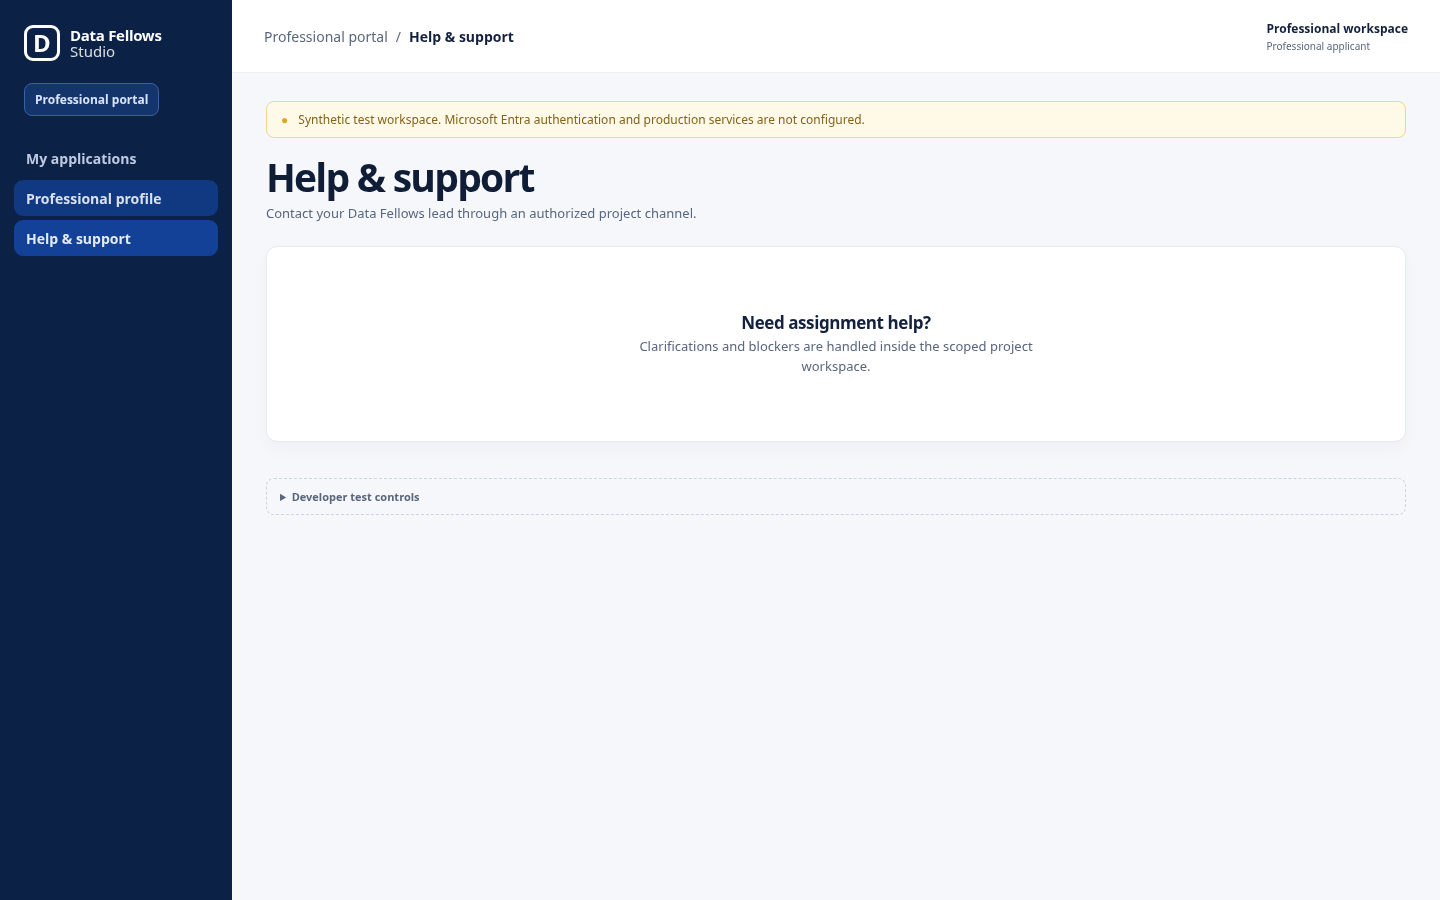 D
Data Fellows
Studio
Professional portal
My applications
Professional profile
Help & support
Professional portal / Help & support
Professional workspace
Professional applicant
Synthetic test workspace. Microsoft Entra authentication and production services are not configured.
Help & support
Contact your Data Fellows lead through an authorized project channel.
Need assignment help?
Clarifications and blockers are handled inside the scoped project
workspace.
Developer test controls